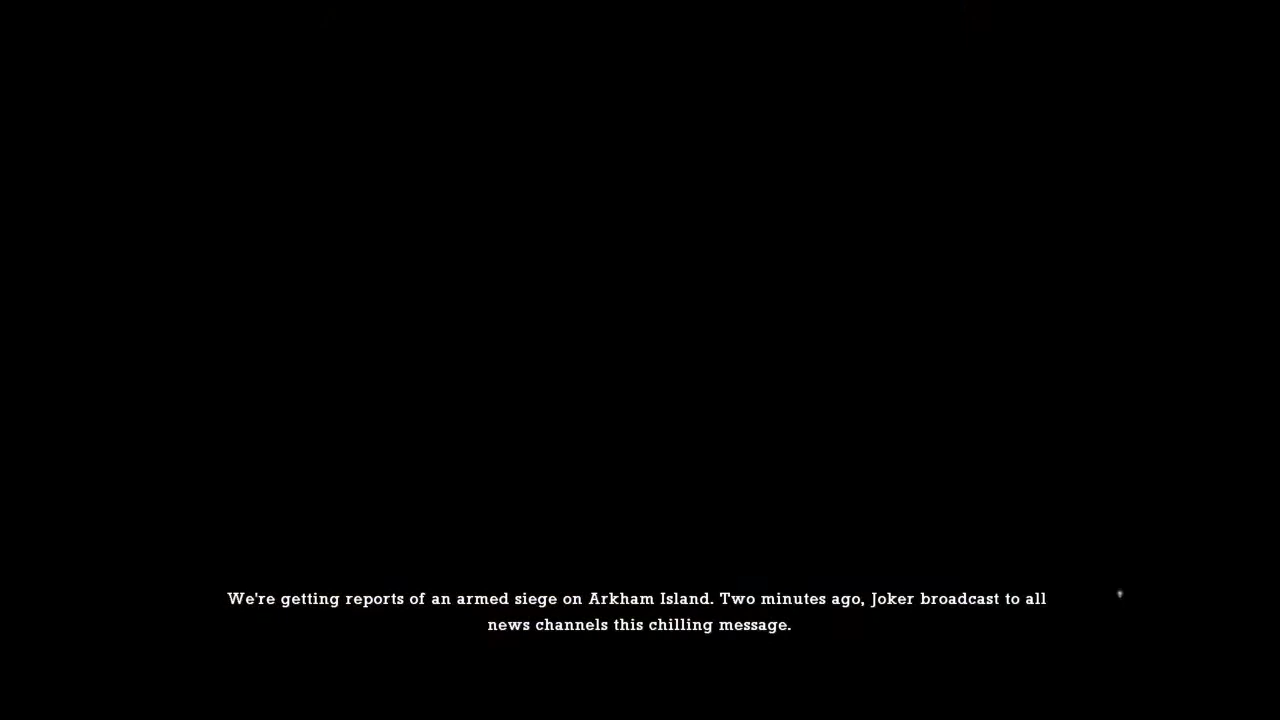 We're getting reports of an armed siege on Arkham Island. Two minutes ago, Joker broadcast to all
news channels this chilling message.